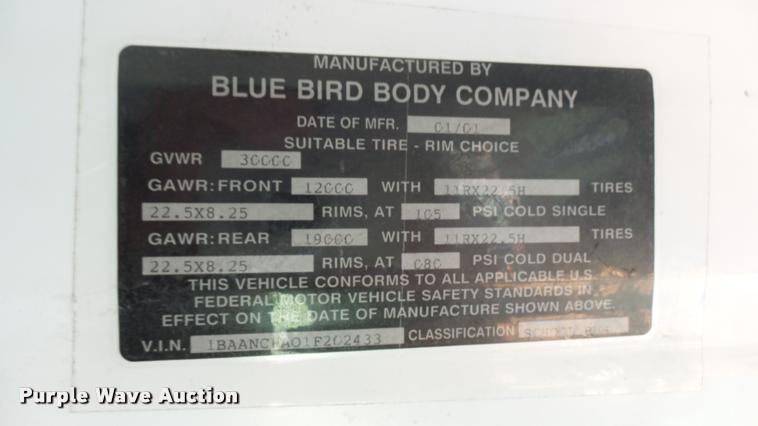 MANUFACTURED BY
BLUE BIRD BODY COMPANY
DATE OF MFR. 01/01
SUITABLE TIRE - RIM CHOICE
GVWR 30000
GAWR: FRONT 12000 WITH 11RX22.5H TIRES
22.5X8.25 RIMS, AT 105 PSI COLD SINGLE
GAWR: REAR 19000 WITH 11RX22.5H TIRES
22.5X8.25 RIMS, AT 080 PSI COLD DUAL
THIS VEHICLE CONFORMS TO ALL APPLICABLE U.S.
FEDERAL MOTOR VEHICLE SAFETY STANDARDS IN
EFFECT ON THE DATE OF MANUFACTURE SHOWN ABOVE.
V.I.N. CLASSIFICATION SCHOOL BUS
Purple Wave Auction